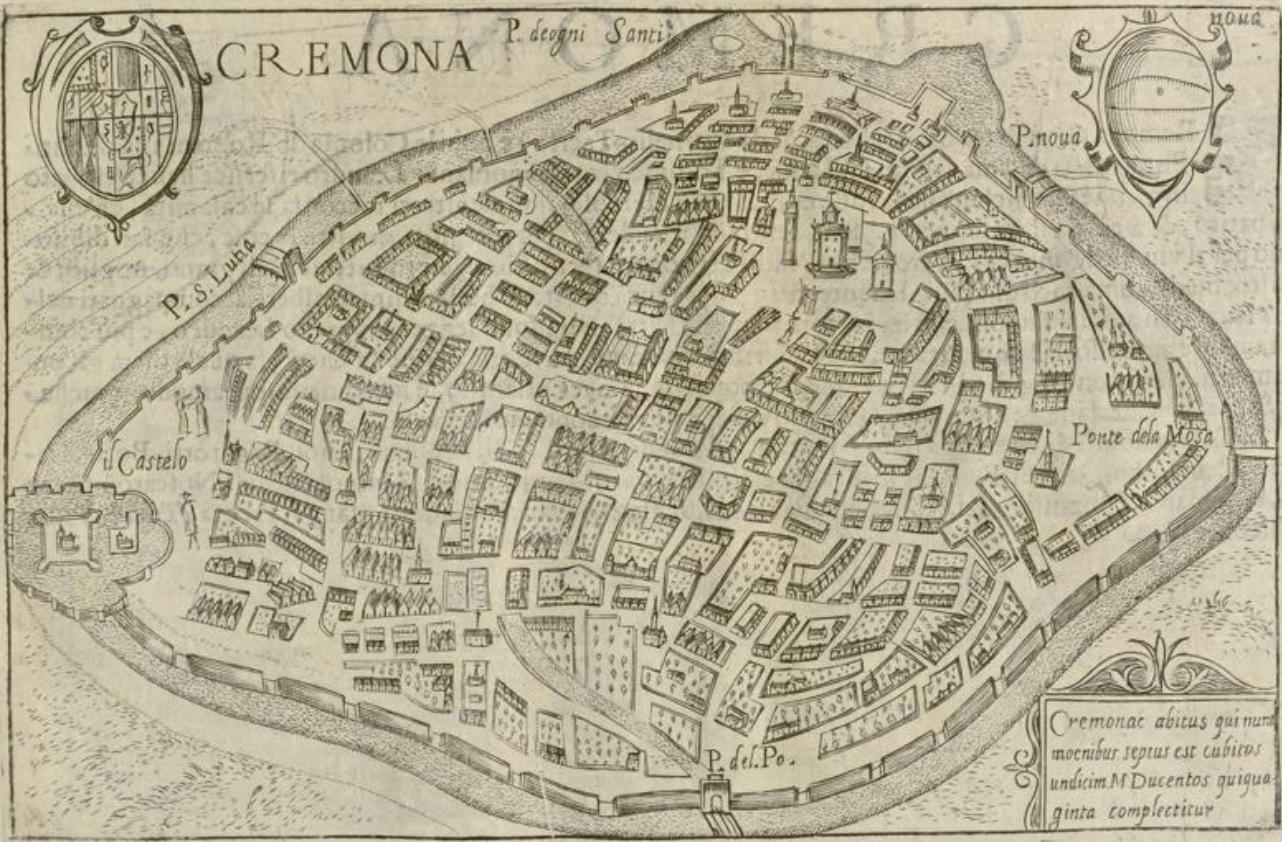 CREMONA
P. deogni Santi
noua
P. noua
P. S. Luba
il Castelo
Ponte dela Mosa
P. del. Po.
Cremonae abitus qui nunc
moenibus septus est cubitos
undicim M Ducentos quiqua-
ginta complectitur